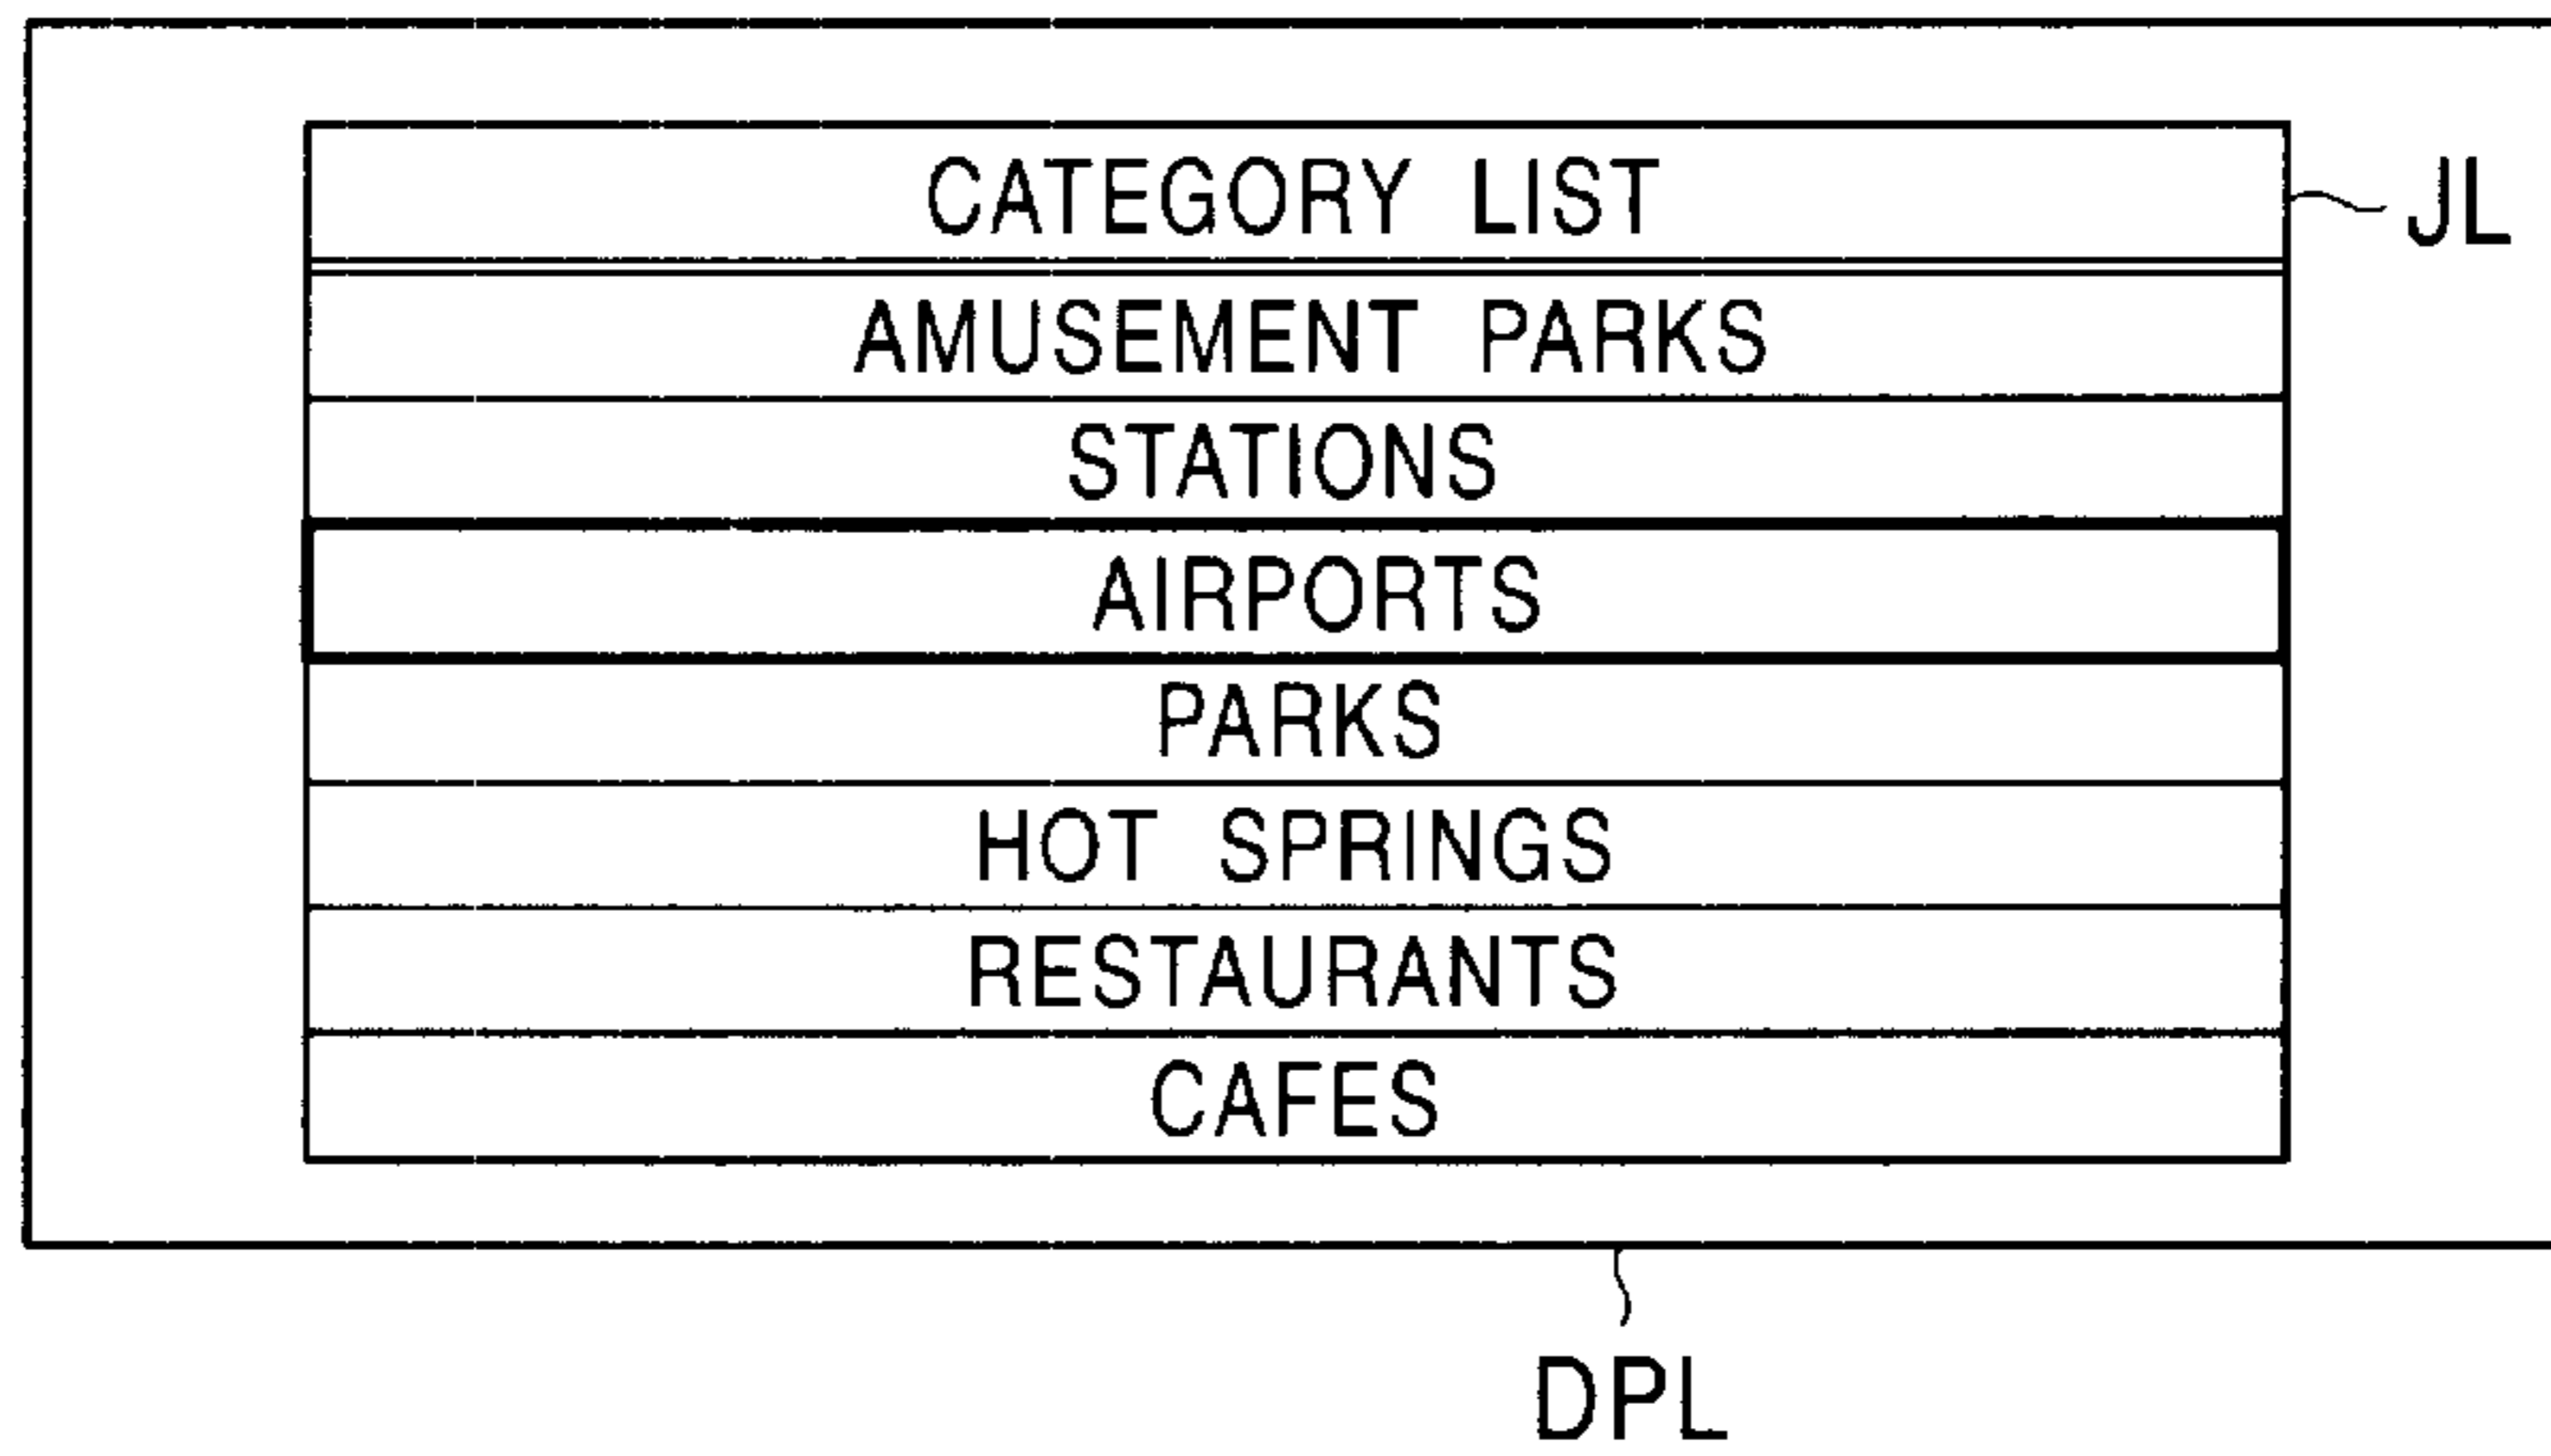 CATEGORY LIST
JL
AMUSEMENT PARKS
STATIONS
AIRPORTS
PARKS
HOT SPRINGS
RESTAURANTS
CAFES
DPL